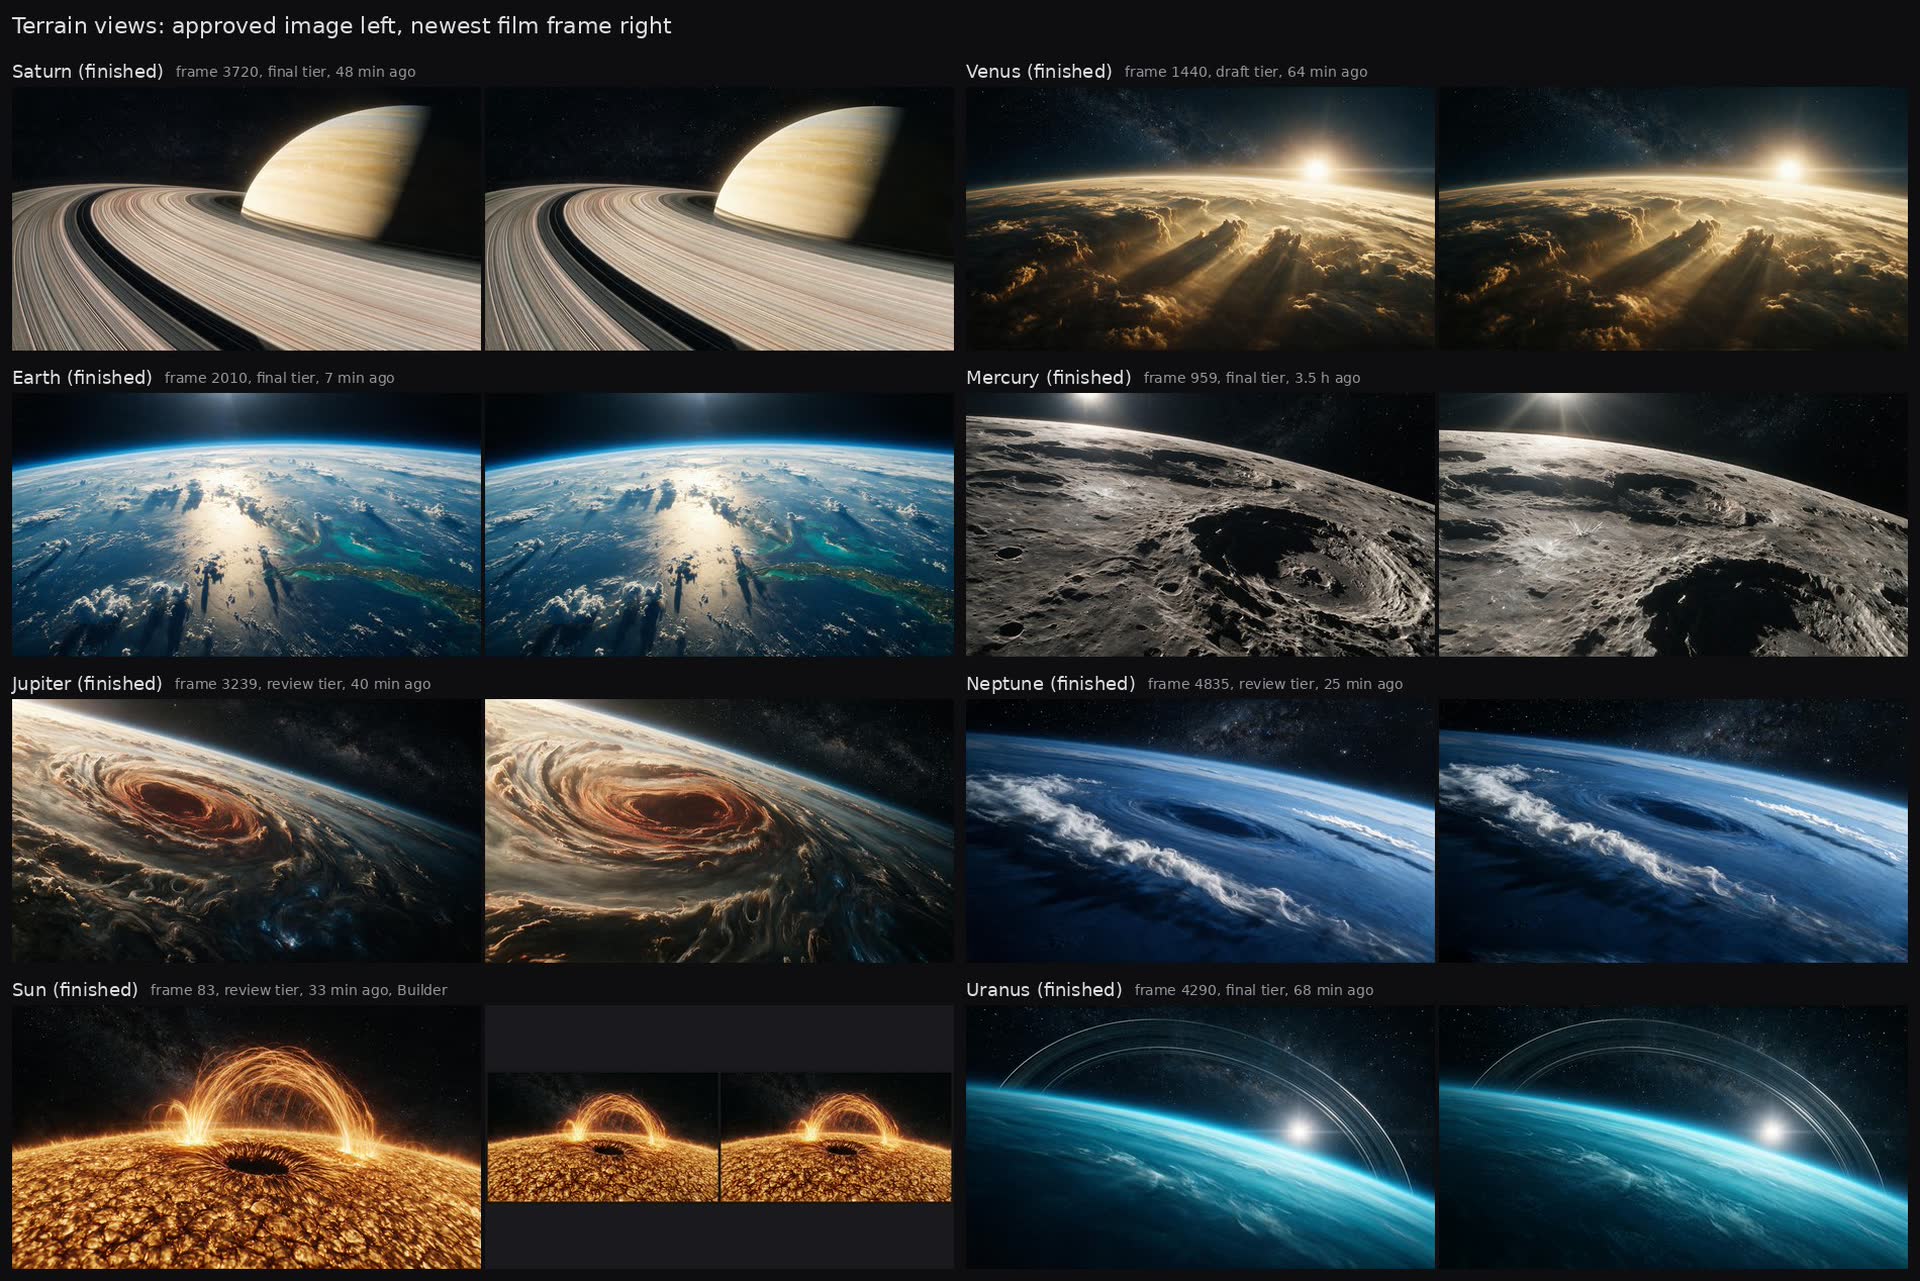 Terrain views: approved image left, newest film frame right
Saturn (finished) frame 3720, final tier, 48 min ago
Venus (finished) frame 1440, draft tier, 64 min ago
Earth (finished) frame 2010, final tier, 7 min ago
Mercury (finished) frame 959, final tier, 3.5 h ago
Jupiter (finished) frame 3239, review tier, 40 min ago
Neptune (finished) frame 4835, review tier, 25 min ago
Sun (finished) frame 83, review tier, 33 min ago, Builder
Uranus (finished) frame 4290, final tier, 68 min ago